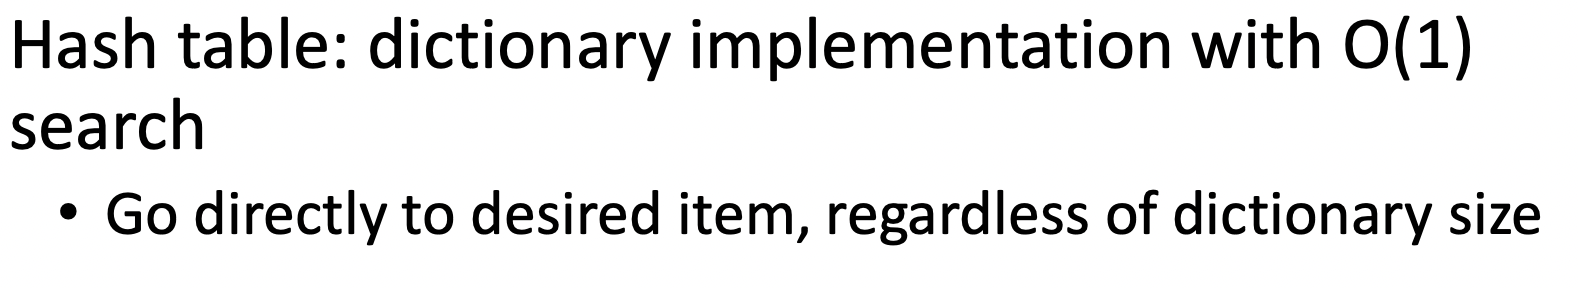 Hash table: dictionary implementation with O(1)
search
• Go directly to desired item, regardless of dictionary size